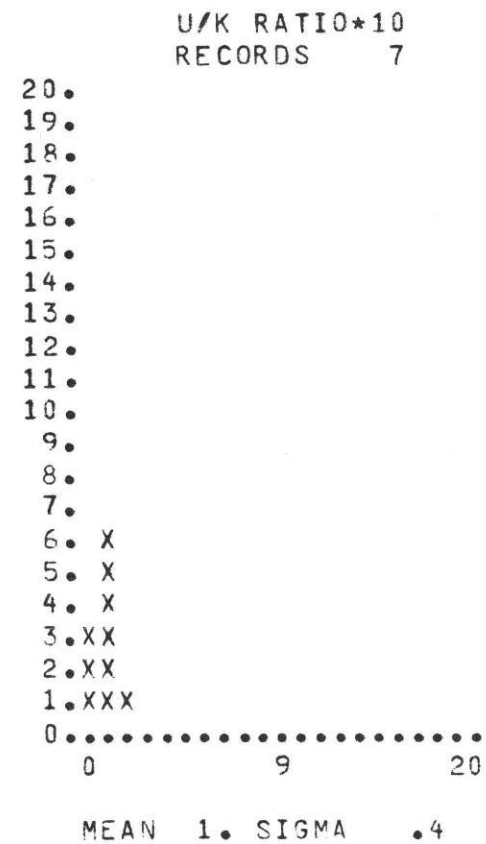 U/K RATIO*10
RECORDS 7
20.
19.
18.
17.
16.
15.
14.
13.
12.
11.
10.
9.
8.
7.
6. X
5. X
4. X
3.XX
2.XX
1.XXX
0......................
0 9 20
MEAN 1. SIGMA .4